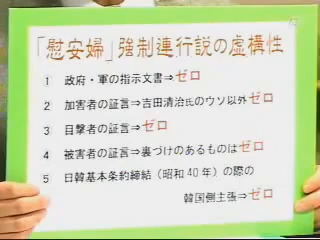 「慰安婦」強制連行説の虚構性
1 政府・軍の指示文書⇒ゼロ
2 加害者の証言⇒吉田清治氏のウソ以外ゼロ
3 目撃者の証言⇒ゼロ
4 被害者の証言⇒裏づけのあるものはゼロ
5 日韓基本条約締結(昭和40年)の際の
韓国側主張⇒ゼロ